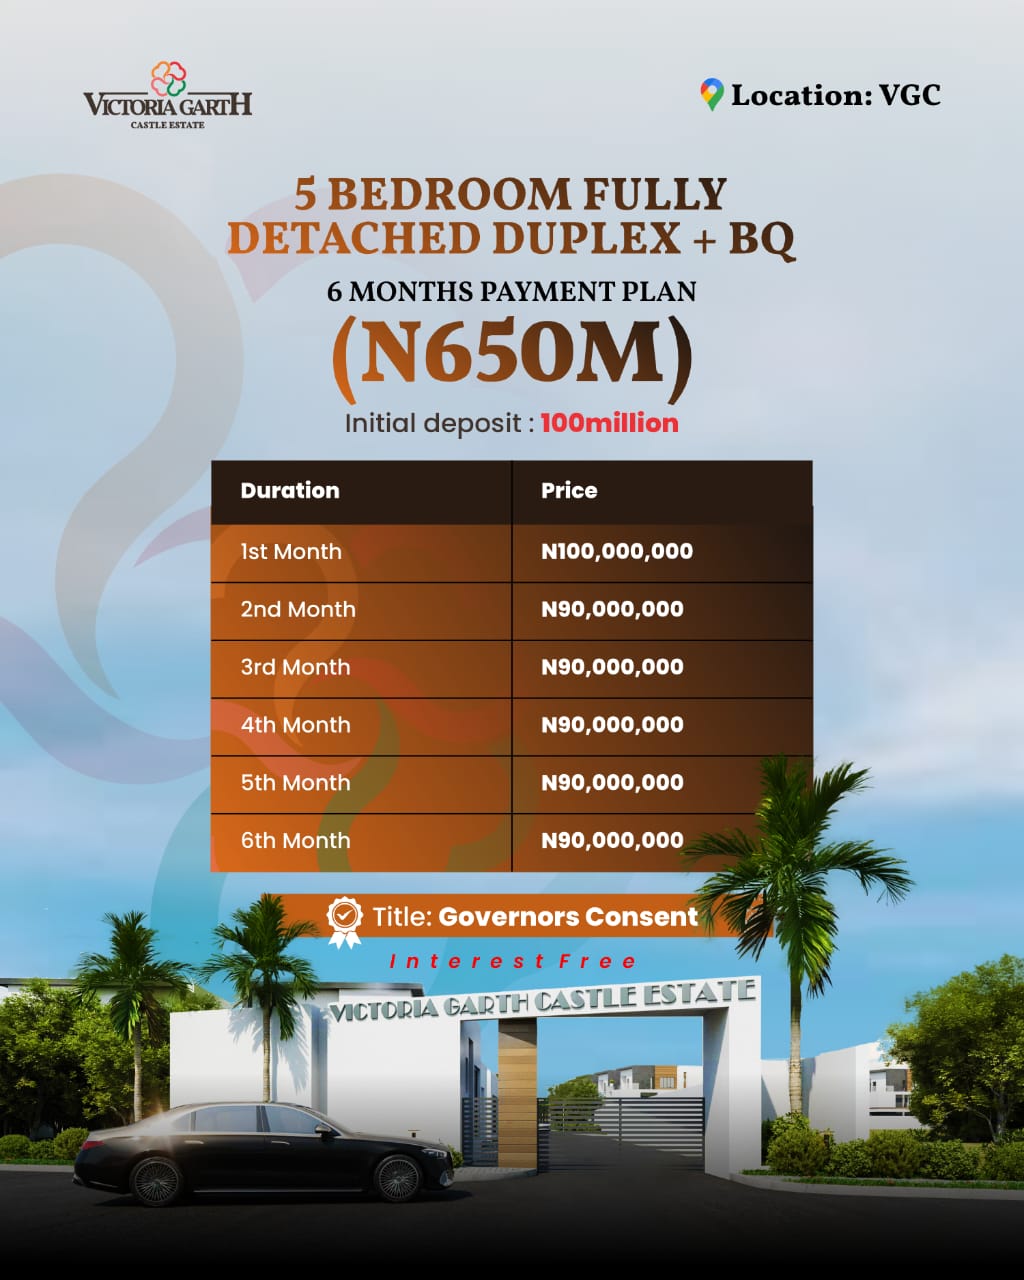 VICTORIA GARTH
CASTLE ESTATE
Location: VGC
5 BEDROOM FULLY
DETACHED DUPLEX + BQ
6 MONTHS PAYMENT PLAN
(N650M)
Initial deposit : 100million
Duration Price
1st Month N100,000,000
2nd Month N90,000,000
3rd Month N90,000,000
4th Month N90,000,000
5th Month N90,000,000
6th Month N90,000,000
Title: Governors Consent
Interest Free
VICTORIA GARTH CASTLE ESTATE